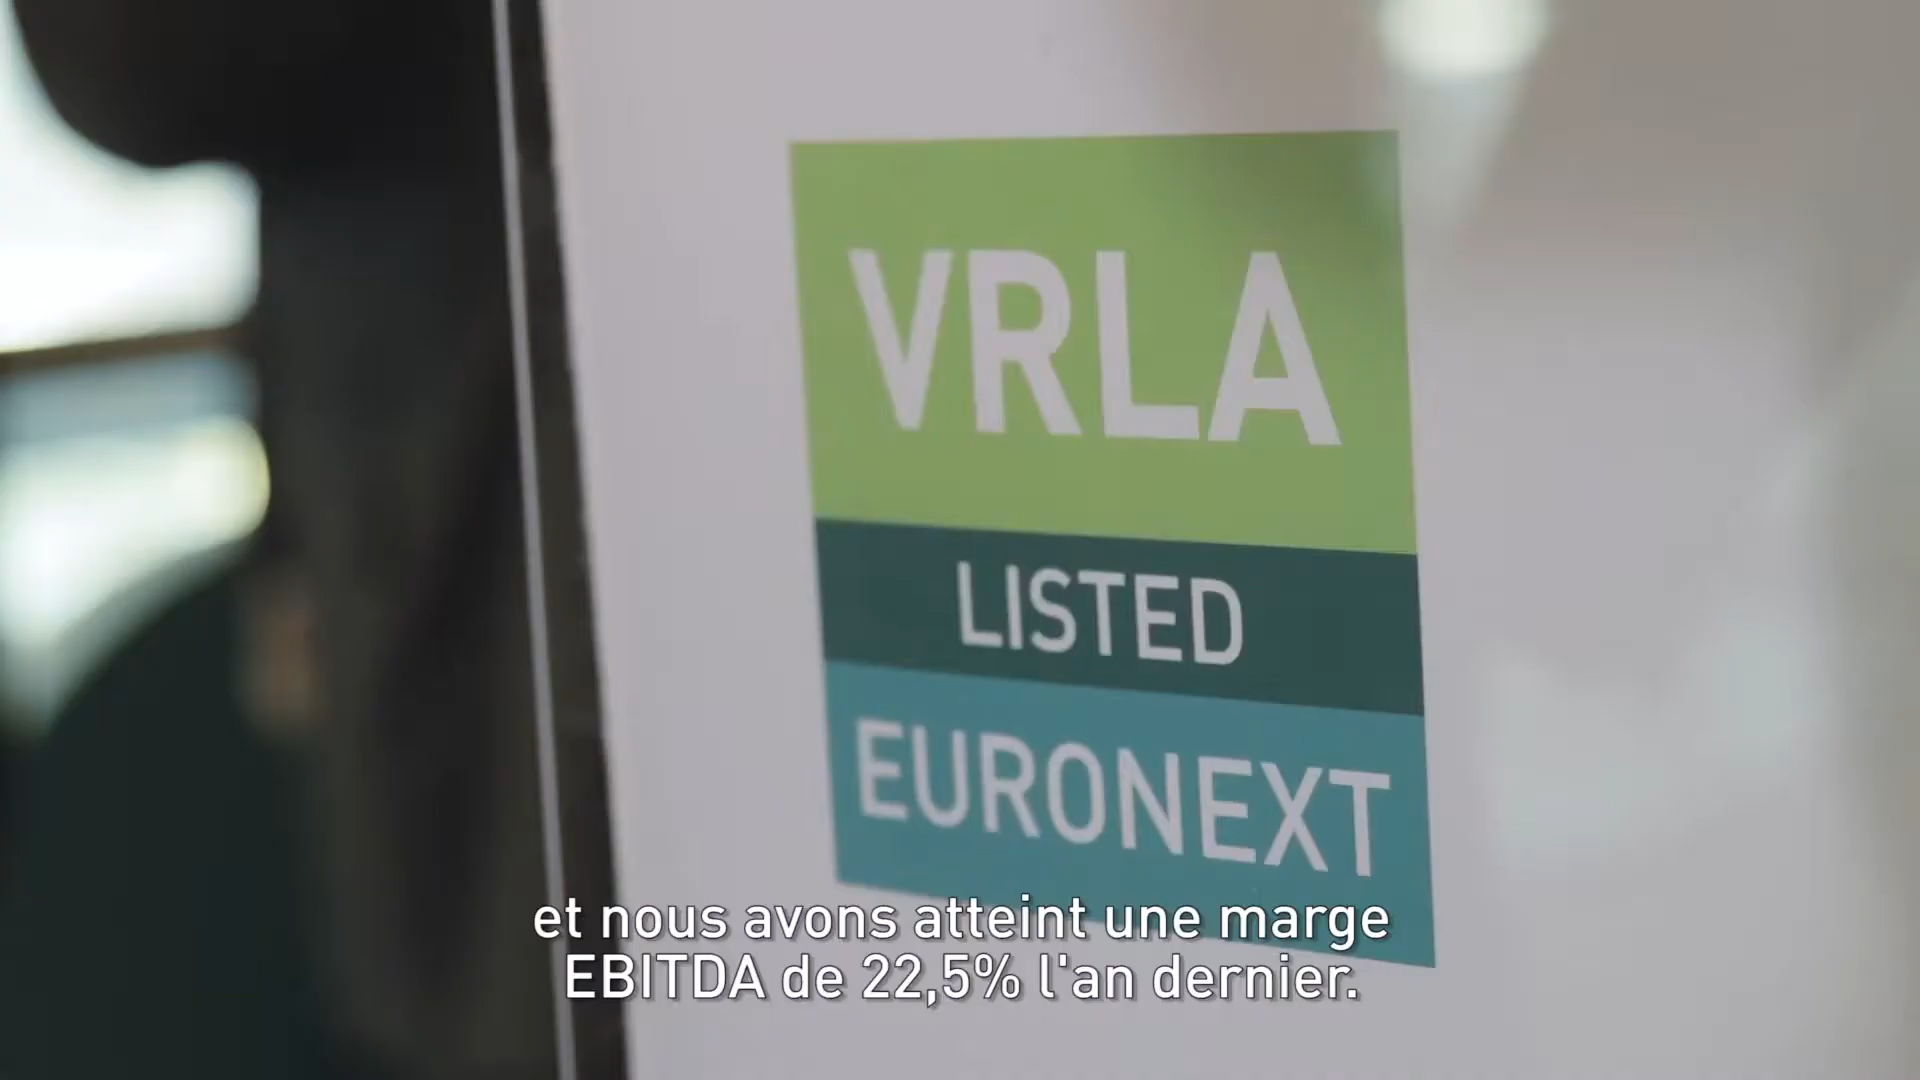 VRLA
LISTED
EURONEXT
et nous avons atteint une marge
EBITDA de 22,5% l'an dernier.